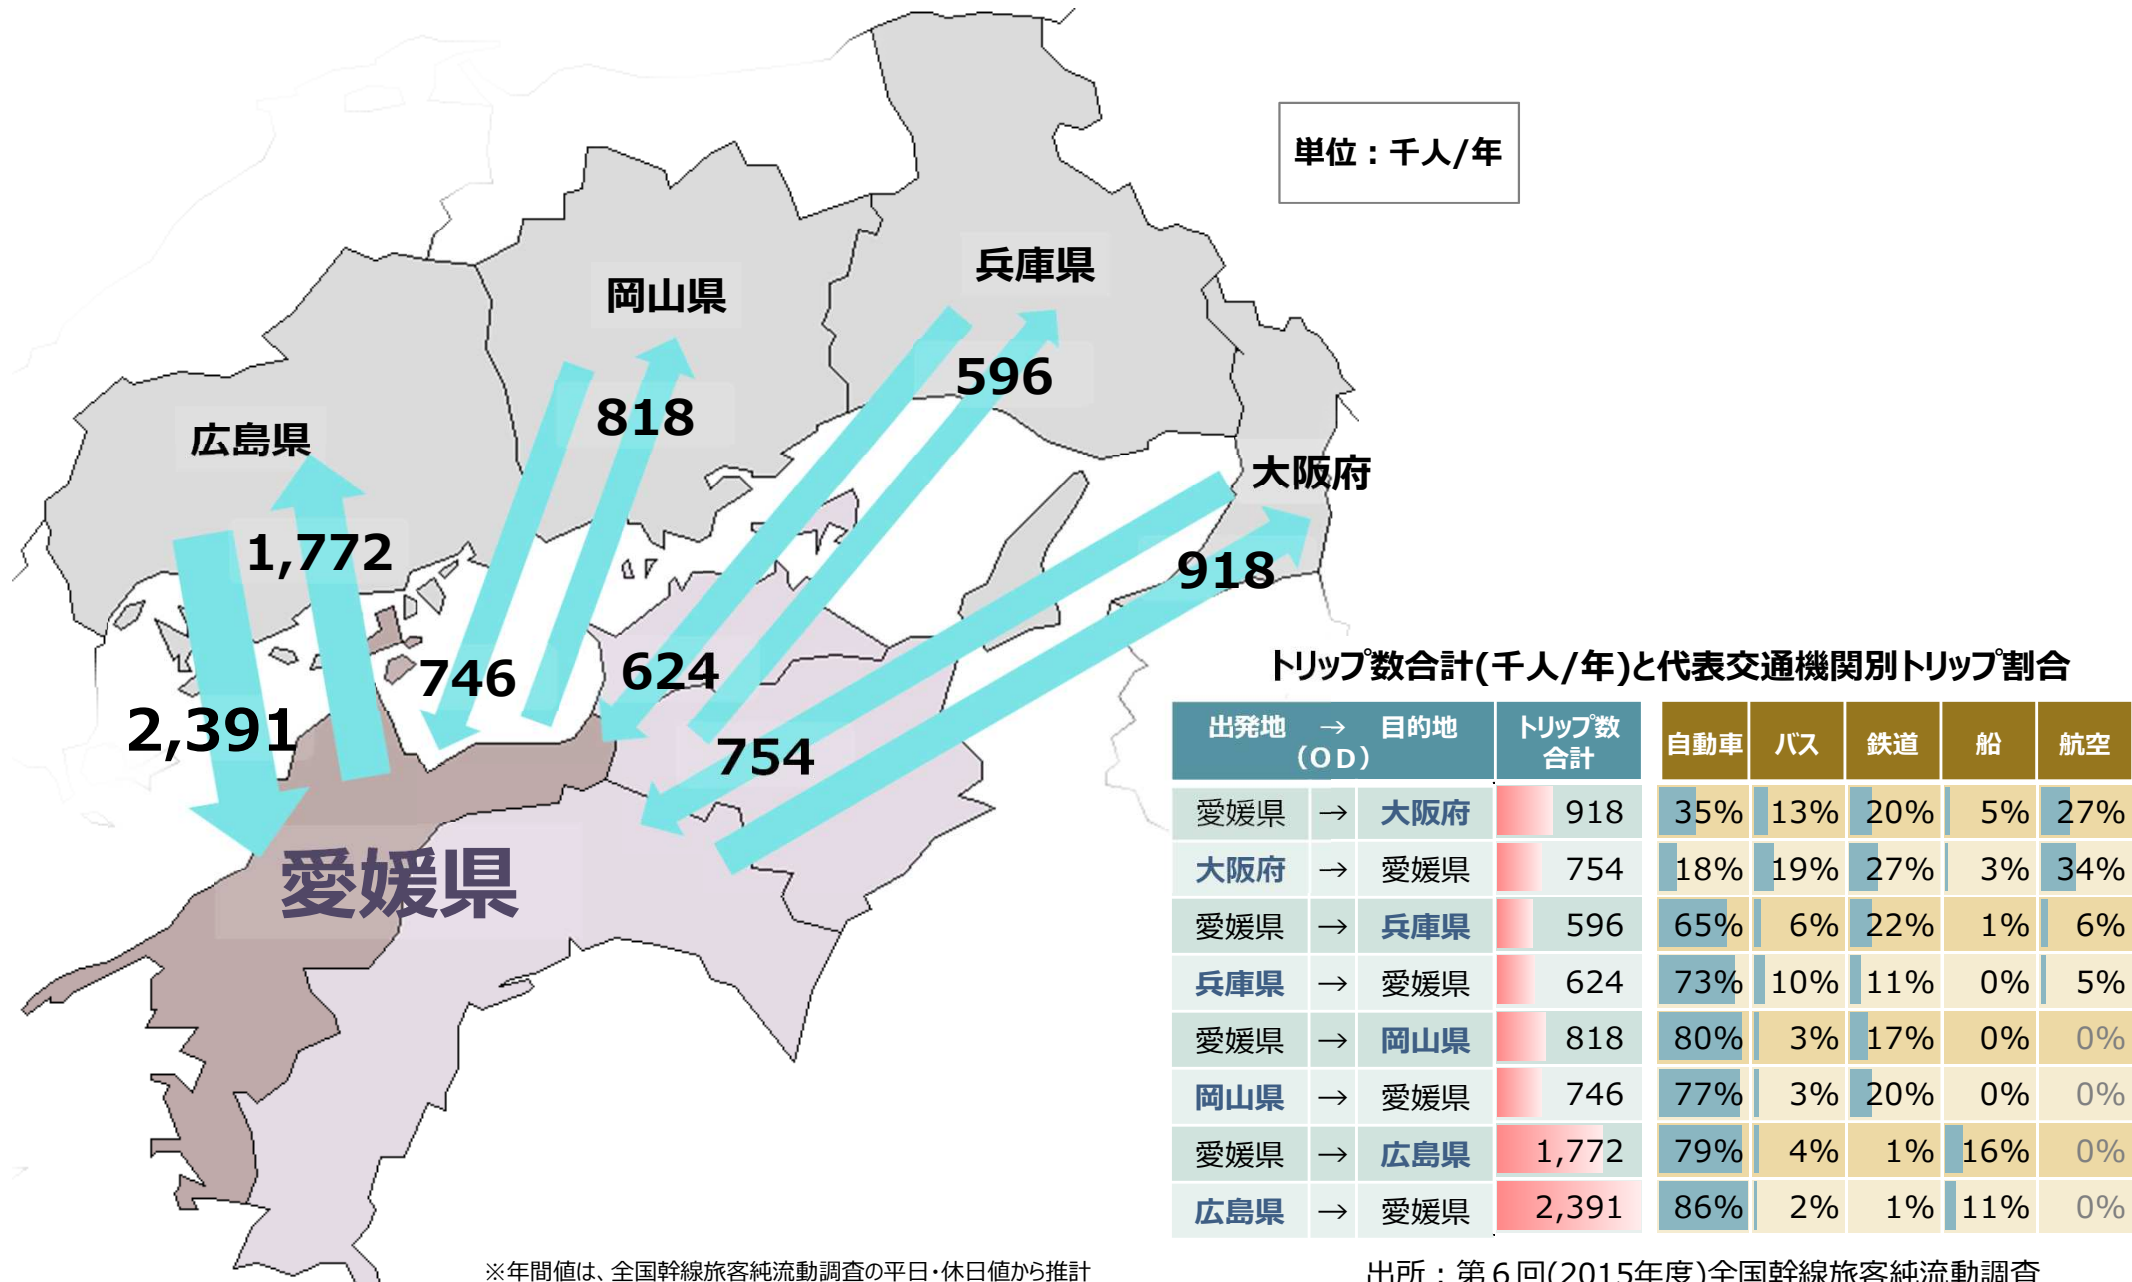 単位：千人/年
兵庫県
岡山県
596
818
広島県
大阪府
1,772
918
746
624
2,391
754
愛媛県
トリップ数合計(千人/年)と代表交通機関別トリップ割合
出発地 → 目的地 トリップ数 自動車 バス 鉄道 船 航空
（OD） 合計
愛媛県 → 大阪府 918 35% 13% 20% 5% 27%
大阪府 → 愛媛県 754 18% 19% 27% 3% 34%
愛媛県 → 兵庫県 596 65% 6% 22% 1% 6%
兵庫県 → 愛媛県 624 73% 10% 11% 0% 5%
愛媛県 → 岡山県 818 80% 3% 17% 0% 0%
岡山県 → 愛媛県 746 77% 3% 20% 0% 0%
愛媛県 → 広島県 1,772 79% 4% 1% 16% 0%
広島県 → 愛媛県 2,391 86% 2% 1% 11% 0%
※年間値は、全国幹線旅客純流動調査の平日・休日値から推計
出所：第６回(2015年度)全国幹線旅客純流動調査